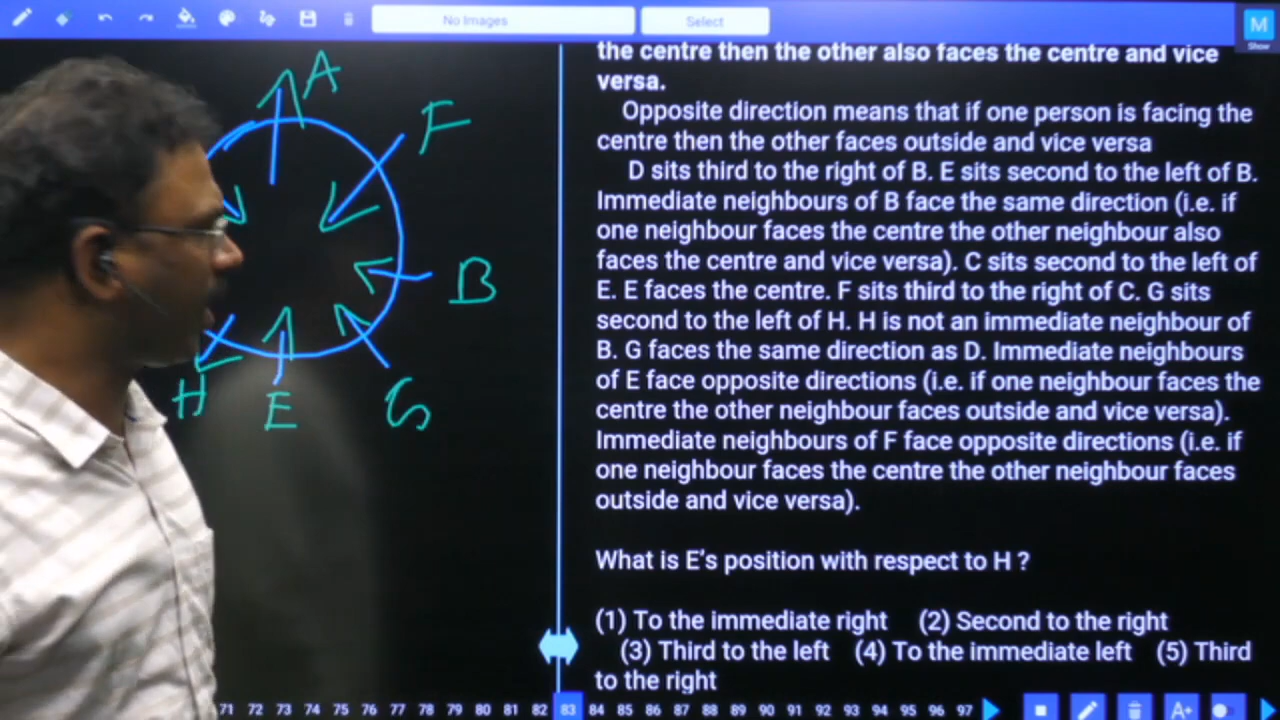 No Images
Select
M
Show
A
F
B
G
E
H
the centre then the other also faces the centre and vice
versa.
Opposite direction means that if one person is facing the
centre then the other faces outside and vice versa
D sits third to the right of B. E sits second to the left of B.
Immediate neighbours of B face the same direction (i.e. if
one neighbour faces the centre the other neighbour also
faces the centre and vice versa). C sits second to the left of
E. E faces the centre. F sits third to the right of C. G sits
second to the left of H. H is not an immediate neighbour of
B. G faces the same direction as D. Immediate neighbours
of E face opposite directions (i.e. if one neighbour faces the
centre the other neighbour faces outside and vice versa).
Immediate neighbours of F face opposite directions (i.e. if
one neighbour faces the centre the other neighbour faces
outside and vice versa).
What is E's position with respect to H ?
(1) To the immediate right (2) Second to the right
(3) Third to the left (4) To the immediate left (5) Third
to the right
71 72 73 74 75 76 77 78 79 80 81 82 83 84 85 86 87 88 89 90 91 92 93 94 95 96 97
A+